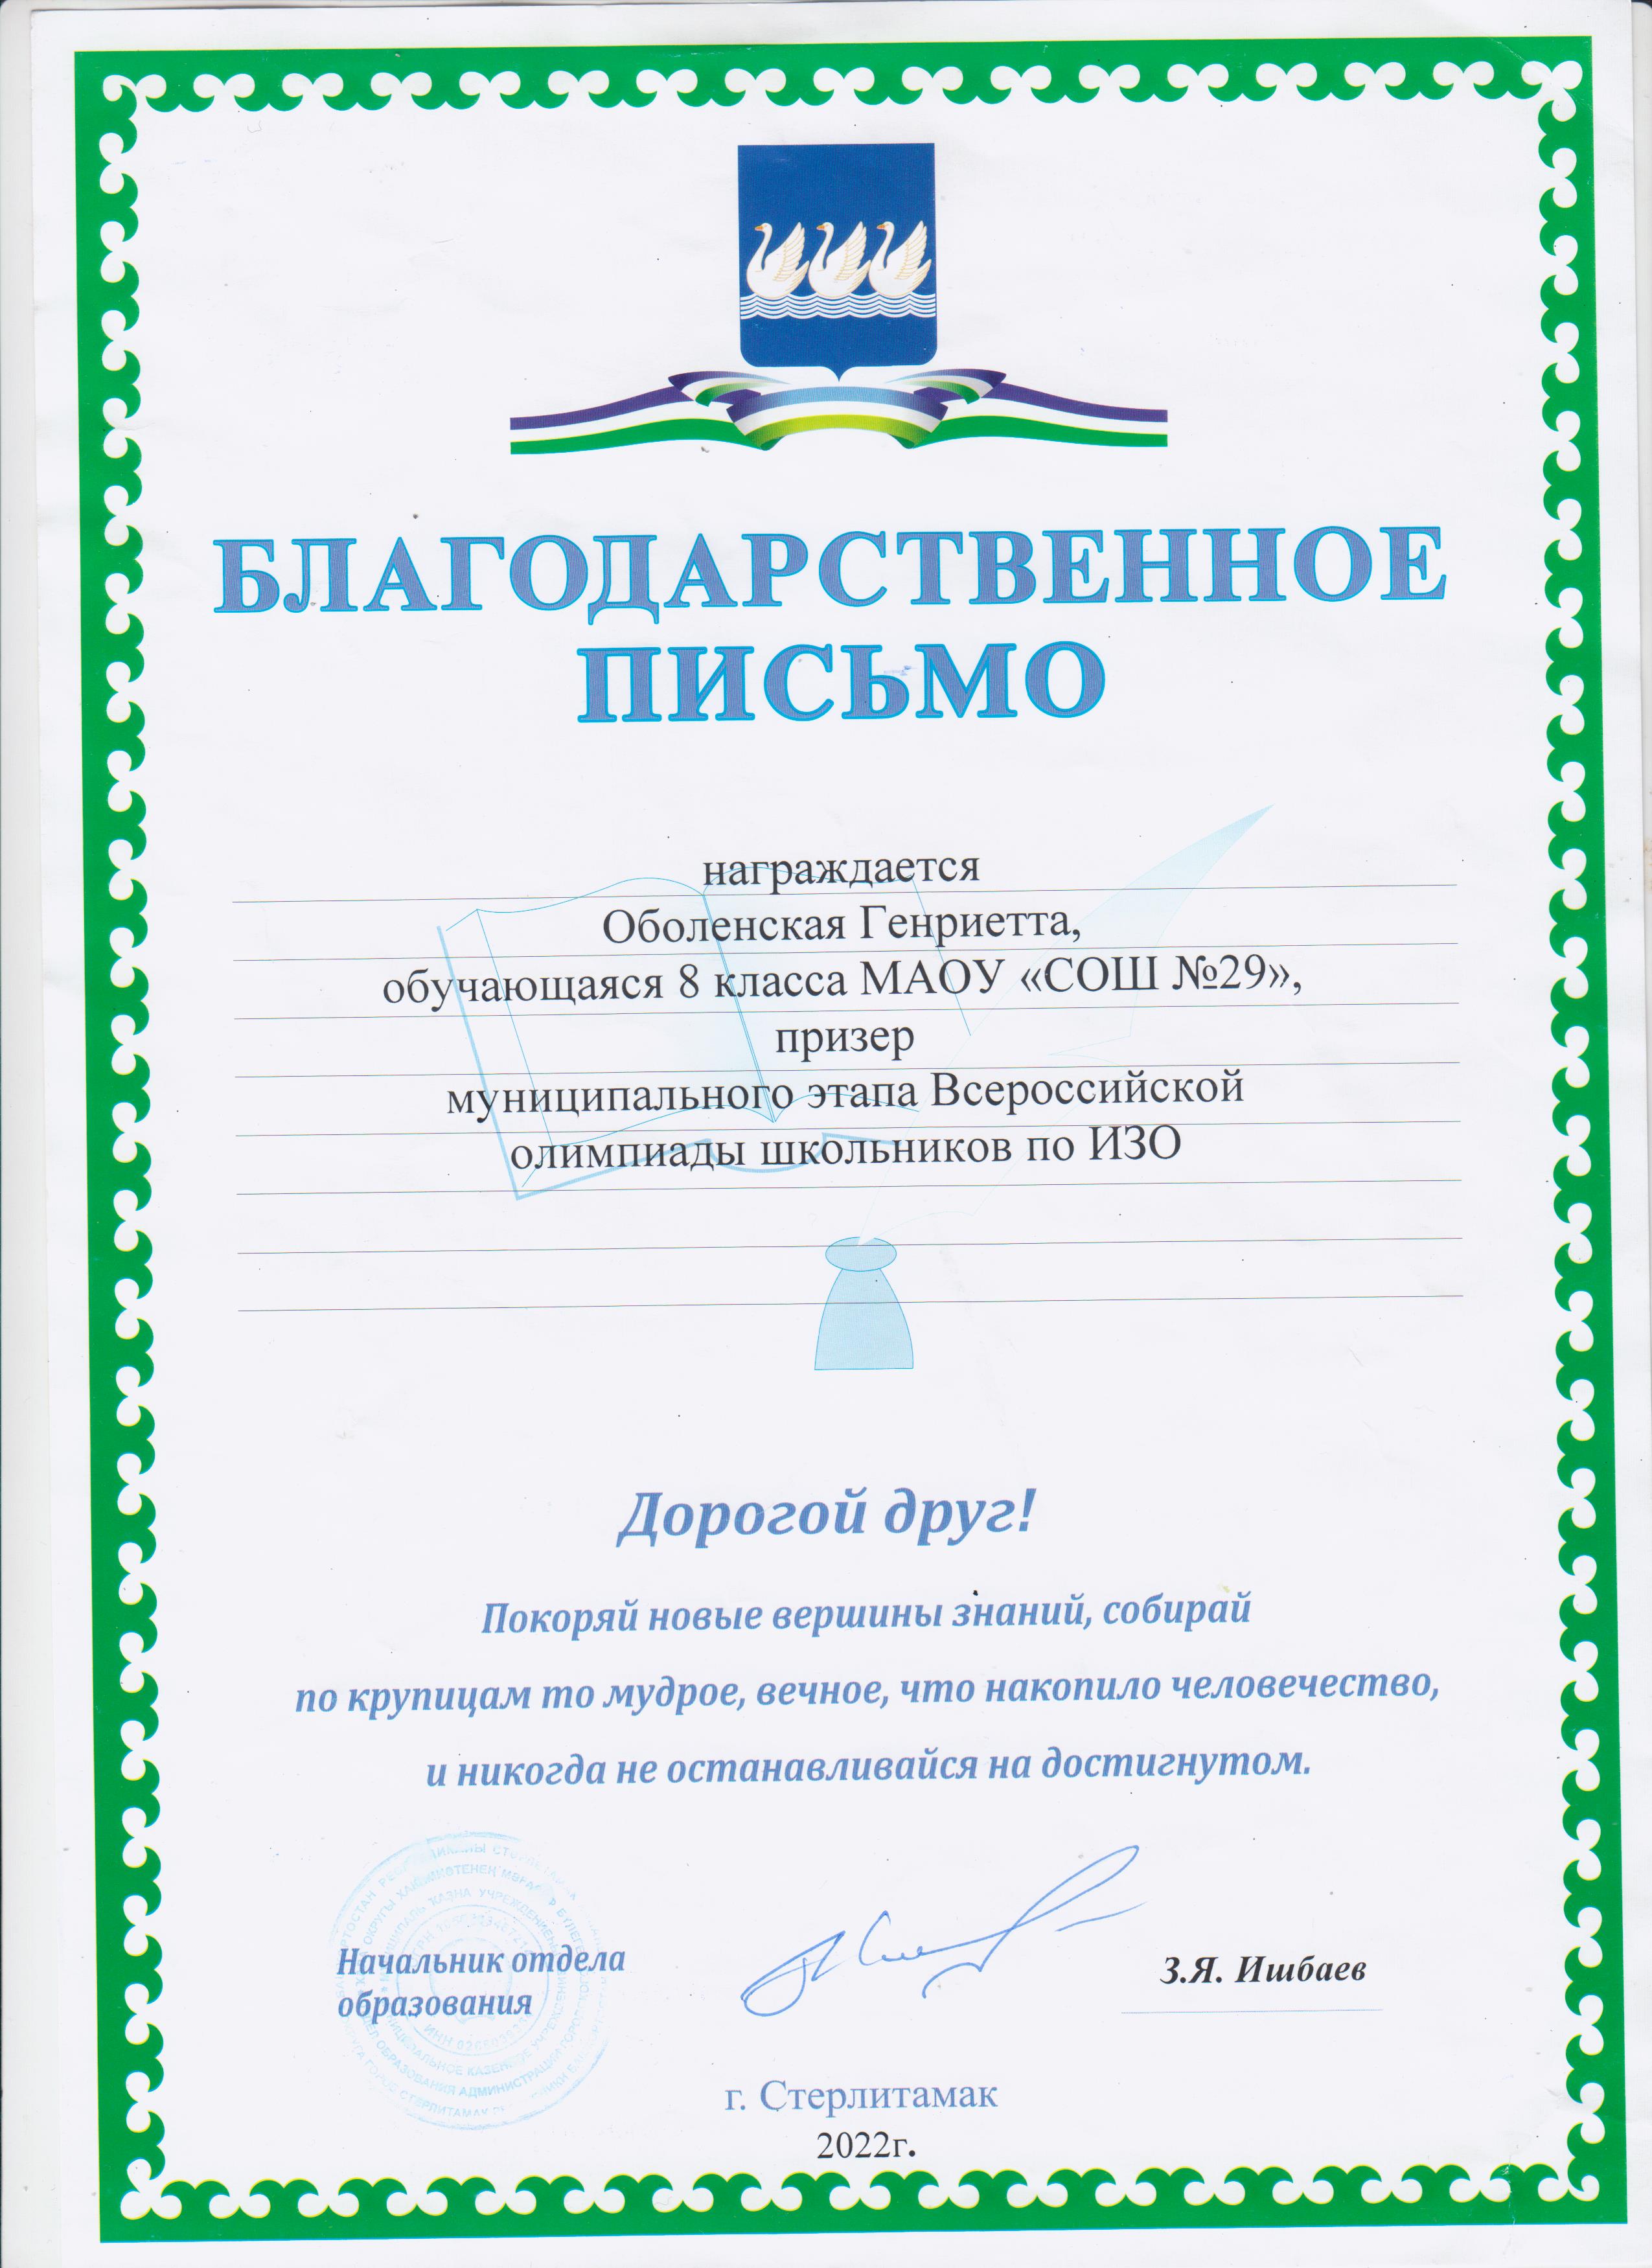 БЛАГОДАРСТВЕННОЕ
ПИСЬМО
награждается
Оболенская Генриетта,
обучающаяся 8 класса МАОУ «СОШ №29»,
призер
муниципального этапа Всероссийской
олимпиады школьников по ИЗО
Дорогой друг!
Покоряй новые вершины знаний, собирай
по крупицам то мудрое, вечное, что накопило человечество,
и никогда не останавливайся на достигнутом.
Начальник отдела
образования
З.Я. Ишбаев
г. Стерлитамак
2022г.